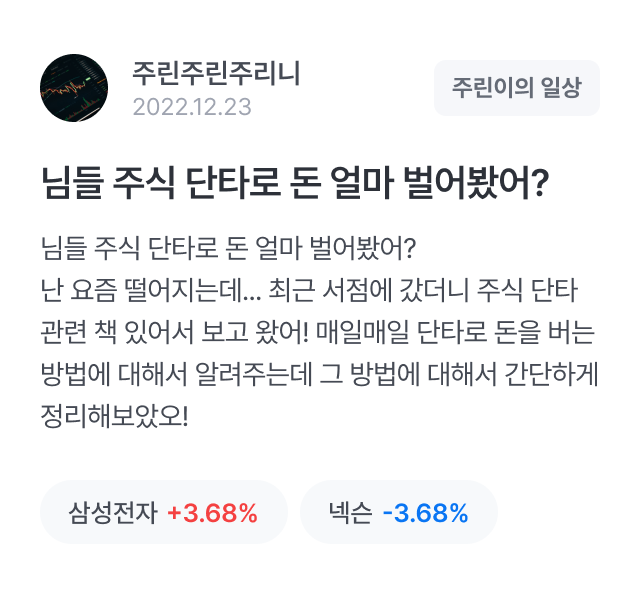 주린주린주리니
2022.12.23
주린이의 일상
님들 주식 단타로 돈 얼마 벌어봤어?
님들 주식 단타로 돈 얼마 벌어봤어?
난 요즘 떨어지는데... 최근 서점에 갔더니 주식 단타
관련 책 있어서 보고 왔어! 매일매일 단타로 돈을 버는
방법에 대해서 알려주는데 그 방법에 대해서 간단하게
정리해보았오!
삼성전자 +3.68%
넥슨 -3.68%